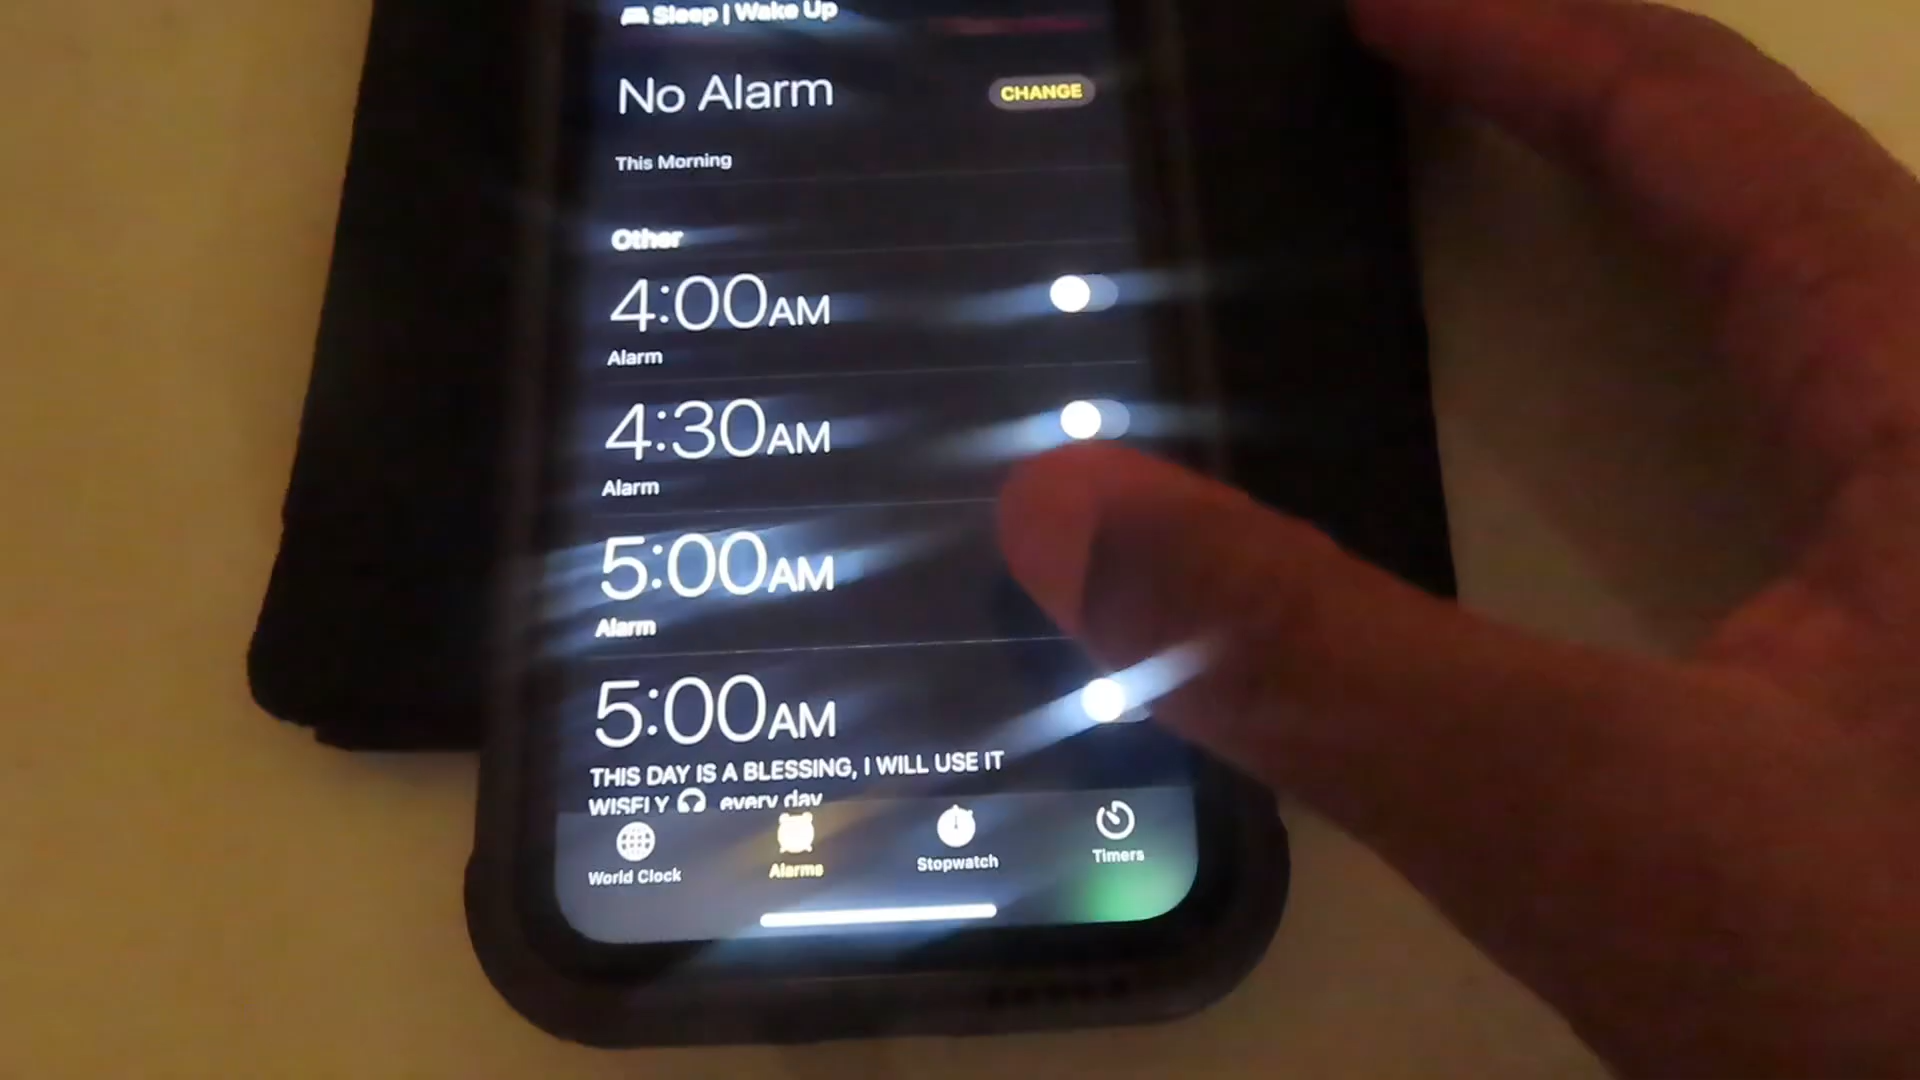 Sleep | Wake Up
No Alarm
CHANGE
This Morning
Other
4:00AM
Alarm
4:30AM
Alarm
5:00AM
Alarm
5:00AM
THIS DAY IS A BLESSING, I WILL USE IT
WISELY 🎧 every day
World Clock
Alarms
Stopwatch
Timers